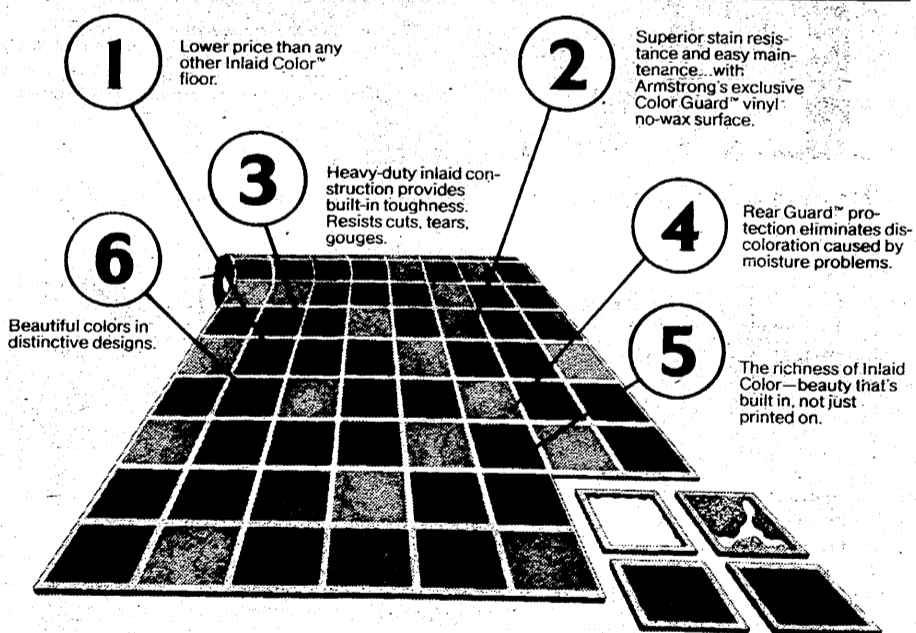 1
Lower price than any
other Inlaid Color™
floor.
2
Superior stain resis-
tance and easy main-
tenance...with
Armstrong's exclusive
Color Guard™ vinyl
no-wax surface.
3
Heavy-duty inlaid con-
struction provides
built-in toughness.
Resists cuts, tears,
gouges.
4
Rear Guard™ pro-
tection eliminates dis-
coloration caused by
moisture problems.
5
The richness of Inlaid
Color—beauty that's
built in, not just
printed on.
6
Beautiful colors in
distinctive designs.